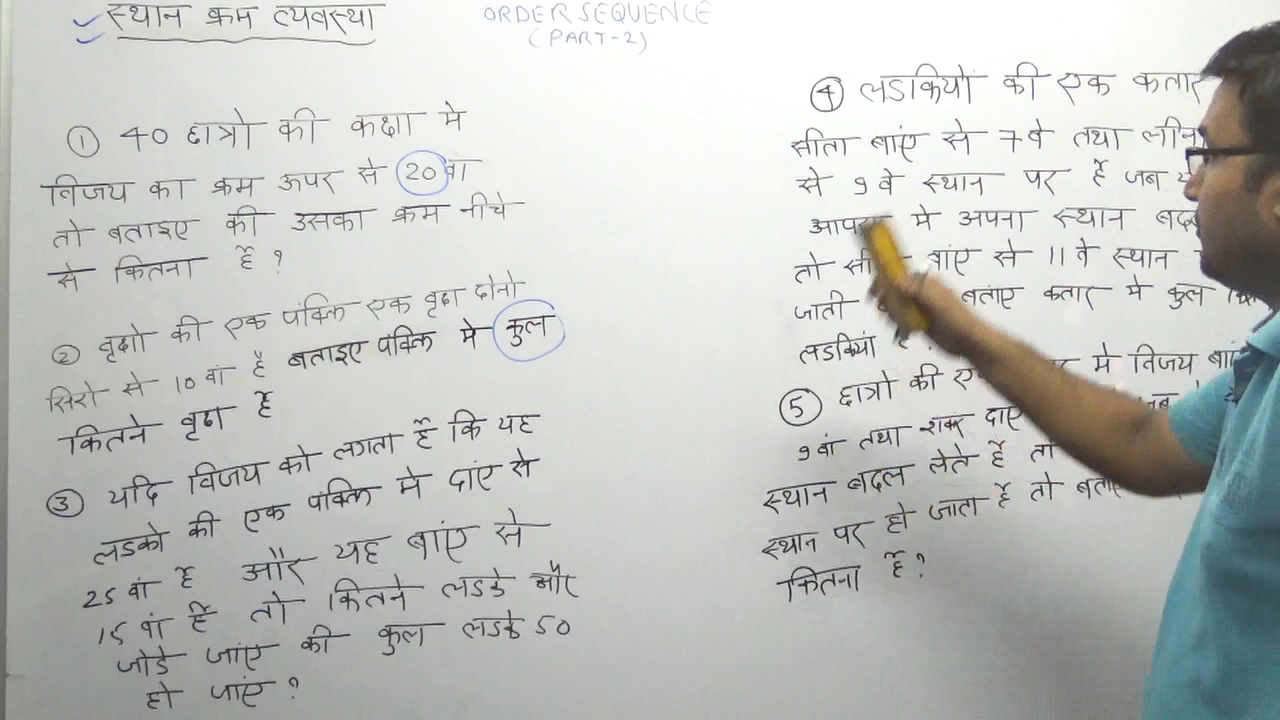 स्थान क्रम व्यवस्था
ORDER SEQUENCE
(PART-2)
① 40 छात्रो की कक्षा मे
विजय का क्रम ऊपर से 20 वा
तो बताइए की उसका क्रम नीचे
से कितना है ?
② वृक्षो की एक पंक्ति एक वृक्ष दोनो
सिरो से 10 वां है बताइए पंक्ति मे कुल
कितने वृक्ष है
③ यदि विजय को लगता है कि यह
लडको की एक पंक्ति मे दांए से
25 वां है और यह बांए से
15 वां है तो कितने लडके और
जोडे जांए की कुल लडके 50
हो जांए ?
④ लडकियों की एक कतार
सीता बांए से 7 वे तथा
से 9 वे स्थान पर है जब
मे अपना स्थान
तो बांए से 11 वे स्थान
जाती बताए कतार मे कुल
लडकियां
⑤ छात्रो की मे विजय
9 वां तथा
स्थान बदल लेते है तो
स्थान पर हो जाता है तो
कितना है ?